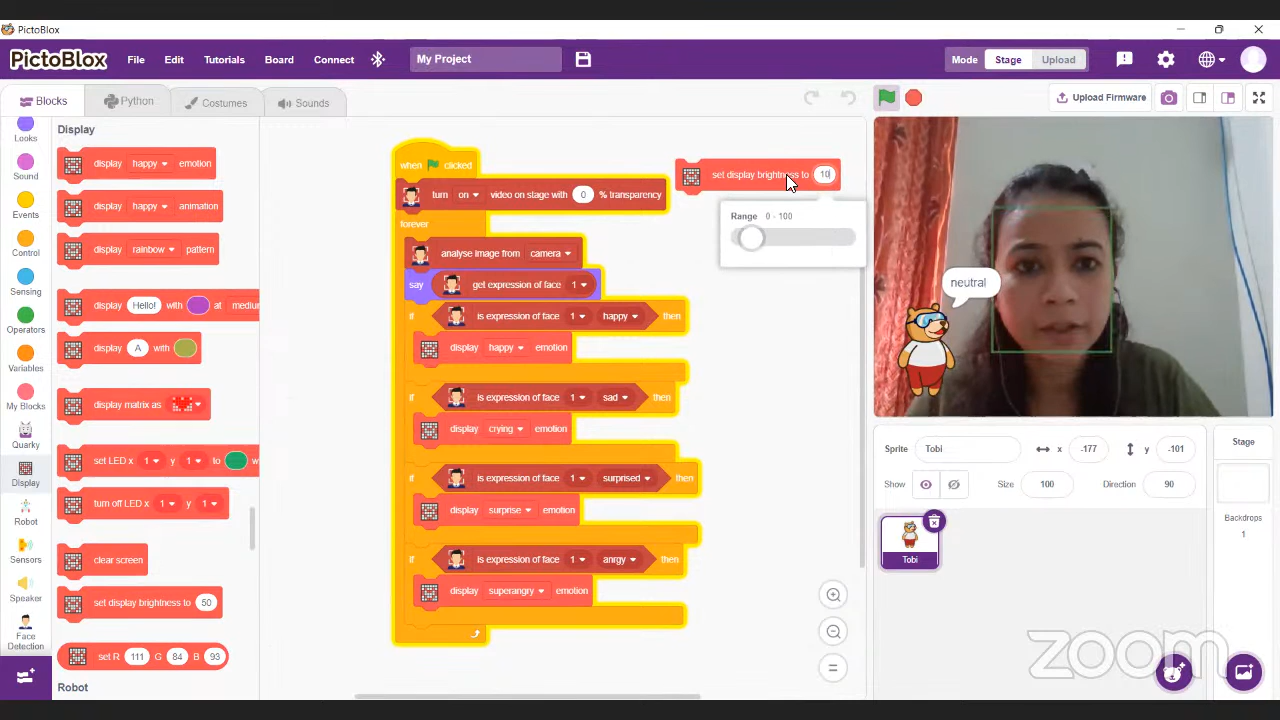 PictoBlox
PictoBlox File Edit Tutorials Board Connect My Project Mode Stage Upload
Blocks Python Costumes Sounds Upload Firmware
Looks
Sound
Events
Control
Sensing
Operators
Variables
My Blocks
Quarky
Display
Robot
Sensors
Speaker
Face
Detection
Display
display happy emotion
display happy animation
display rainbow pattern
display Hello! with at medium
display A with
display matrix as
set LED x 1 y 1 to w
turn off LED x 1 y 1
clear screen
set display brightness to 50
set R 111 G 84 B 93
Robot
when clicked
turn on video on stage with 0 % transparency
forever
analyse image from camera
say get expression of face 1
if is expression of face 1 happy then
display happy emotion
if is expression of face 1 sad then
display crying emotion
if is expression of face 1 surprised then
display surprise emotion
if is expression of face 1 anrgy then
display superangry emotion
set display brightness to 10
Range 0 - 100
neutral
Sprite Tobi x -177 y -101
Show Size 100 Direction 90
Tobi
Stage
Backdrops
1
zoom